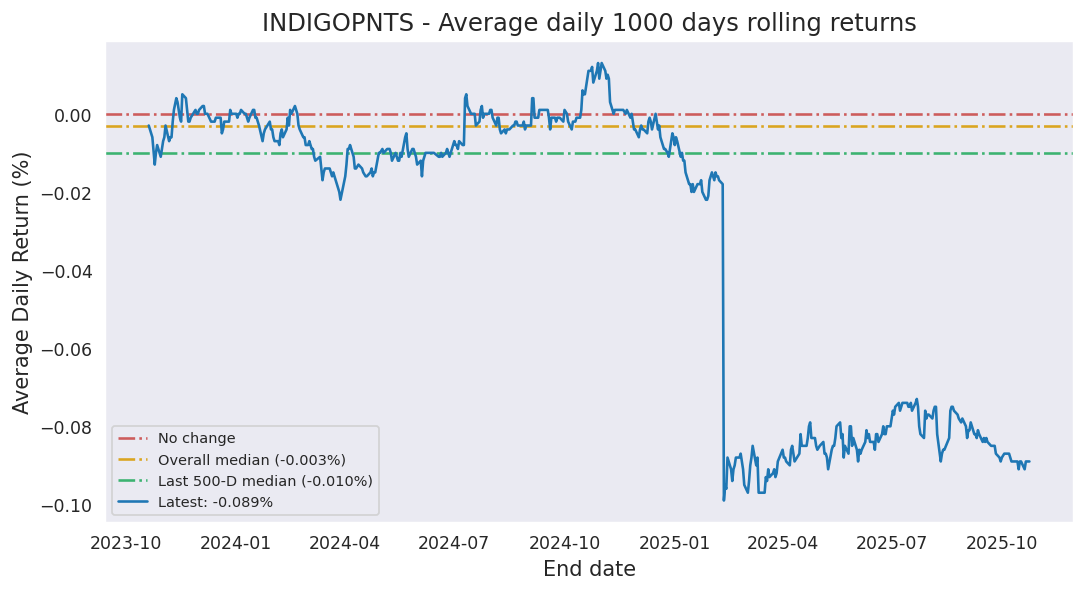 INDIGOPNTS - Average daily 1000 days rolling returns
Average Daily Return (%)
0.00
−0.02
−0.04
−0.06
−0.08
−0.10
No change
Overall median (-0.003%)
Last 500-D median (-0.010%)
Latest: -0.089%
2023-10 2024-01 2024-04 2024-07 2024-10 2025-01 2025-04 2025-07 2025-10
End date